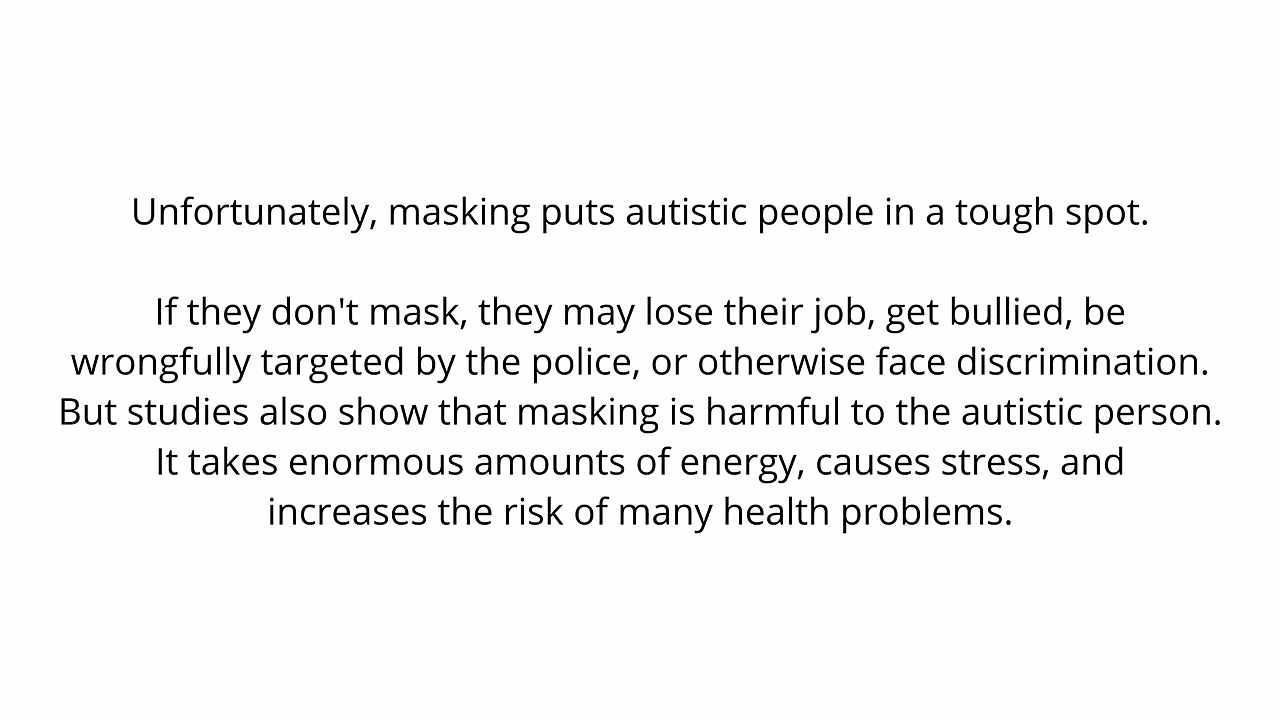 Unfortunately, masking puts autistic people in a tough spot.
If they don't mask, they may lose their job, get bullied, be
wrongfully targeted by the police, or otherwise face discrimination.
But studies also show that masking is harmful to the autistic person.
It takes enormous amounts of energy, causes stress, and
increases the risk of many health problems.